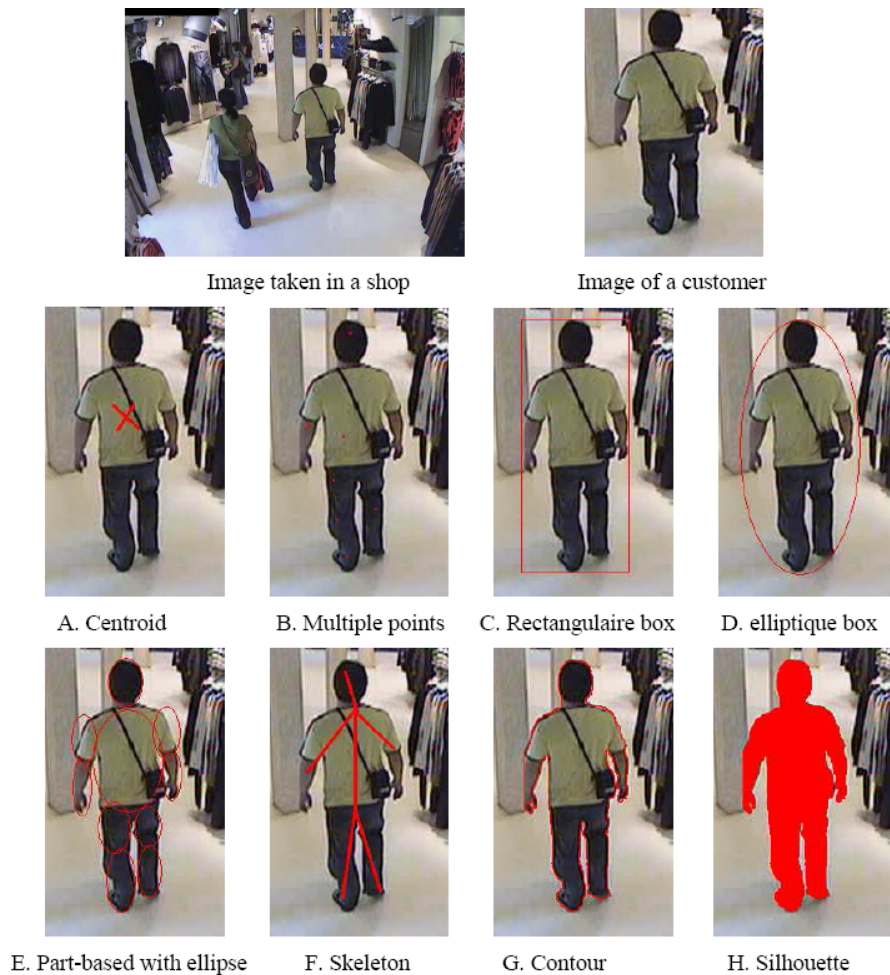 Image taken in a shop
Image of a customer
A. Centroid
B. Multiple points
C. Rectangulaire box
D. elliptique box
E. Part-based with ellipse
F. Skeleton
G. Contour
H. Silhouette